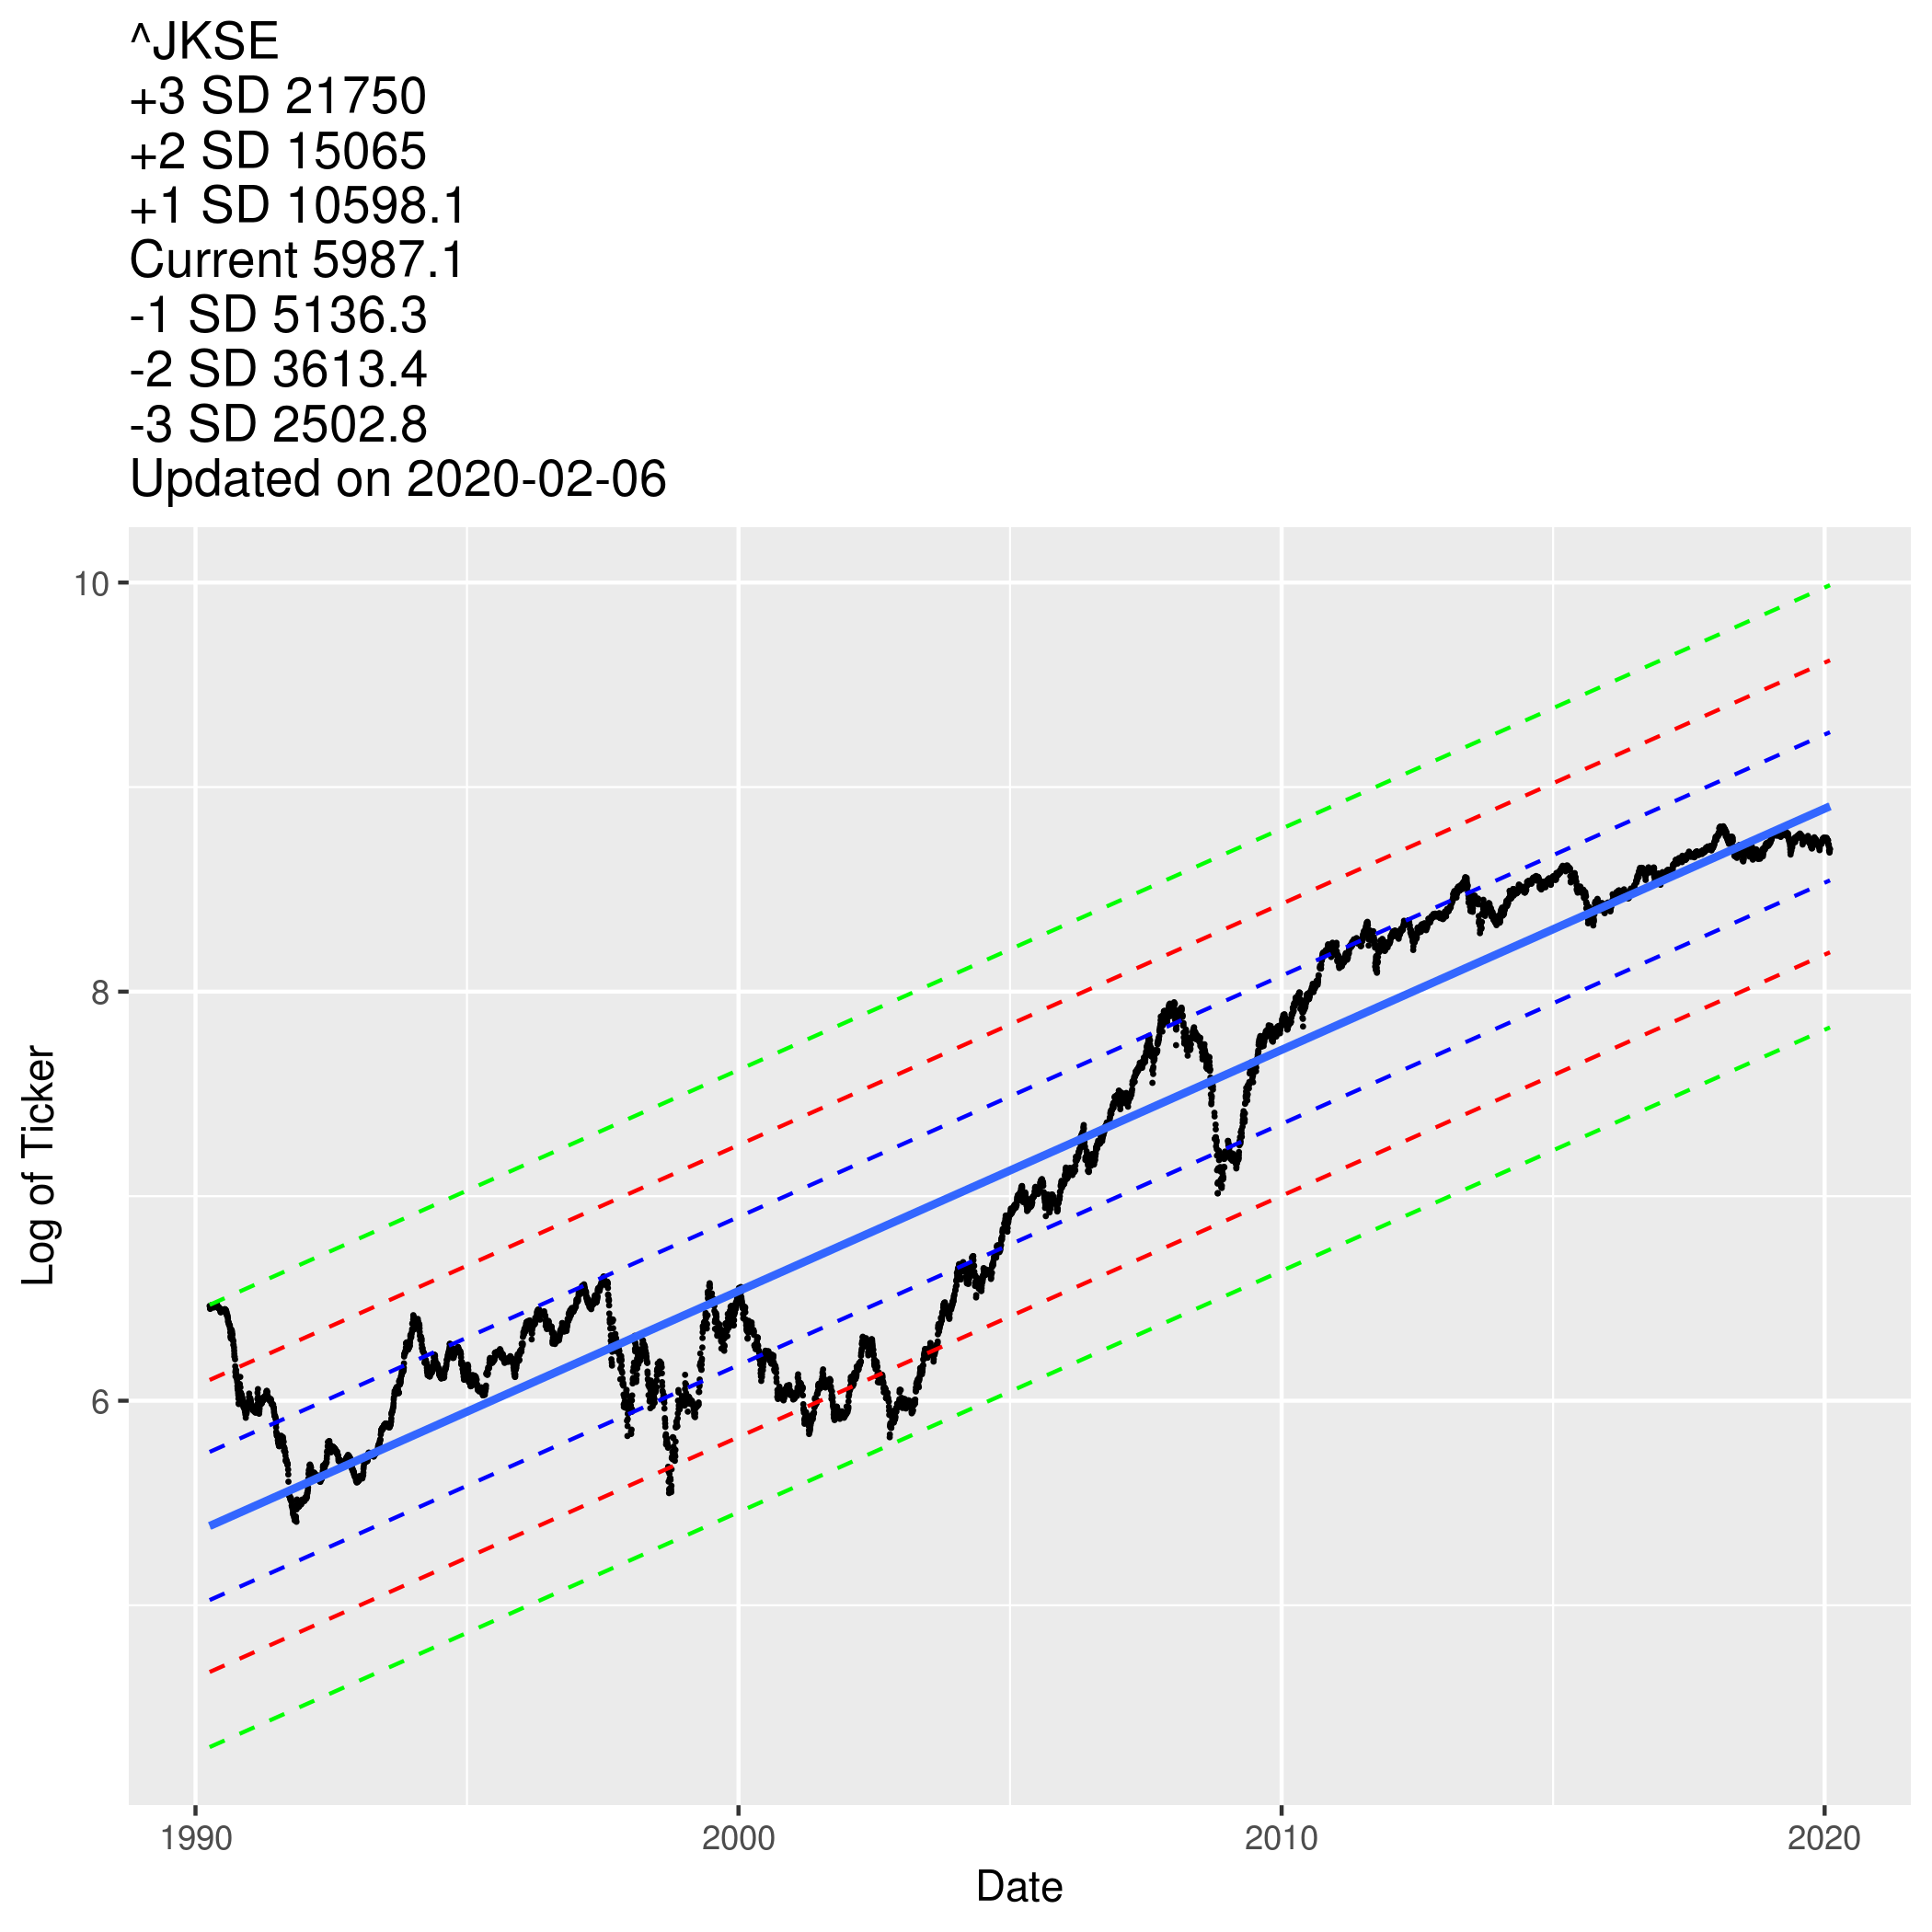 ^JKSE
+3 SD 21750
+2 SD 15065
+1 SD 10598.1
Current 5987.1
-1 SD 5136.3
-2 SD 3613.4
-3 SD 2502.8
Updated on 2020-02-06
10
8
6
Log of Ticker
1990 2000 2010 2020
Date